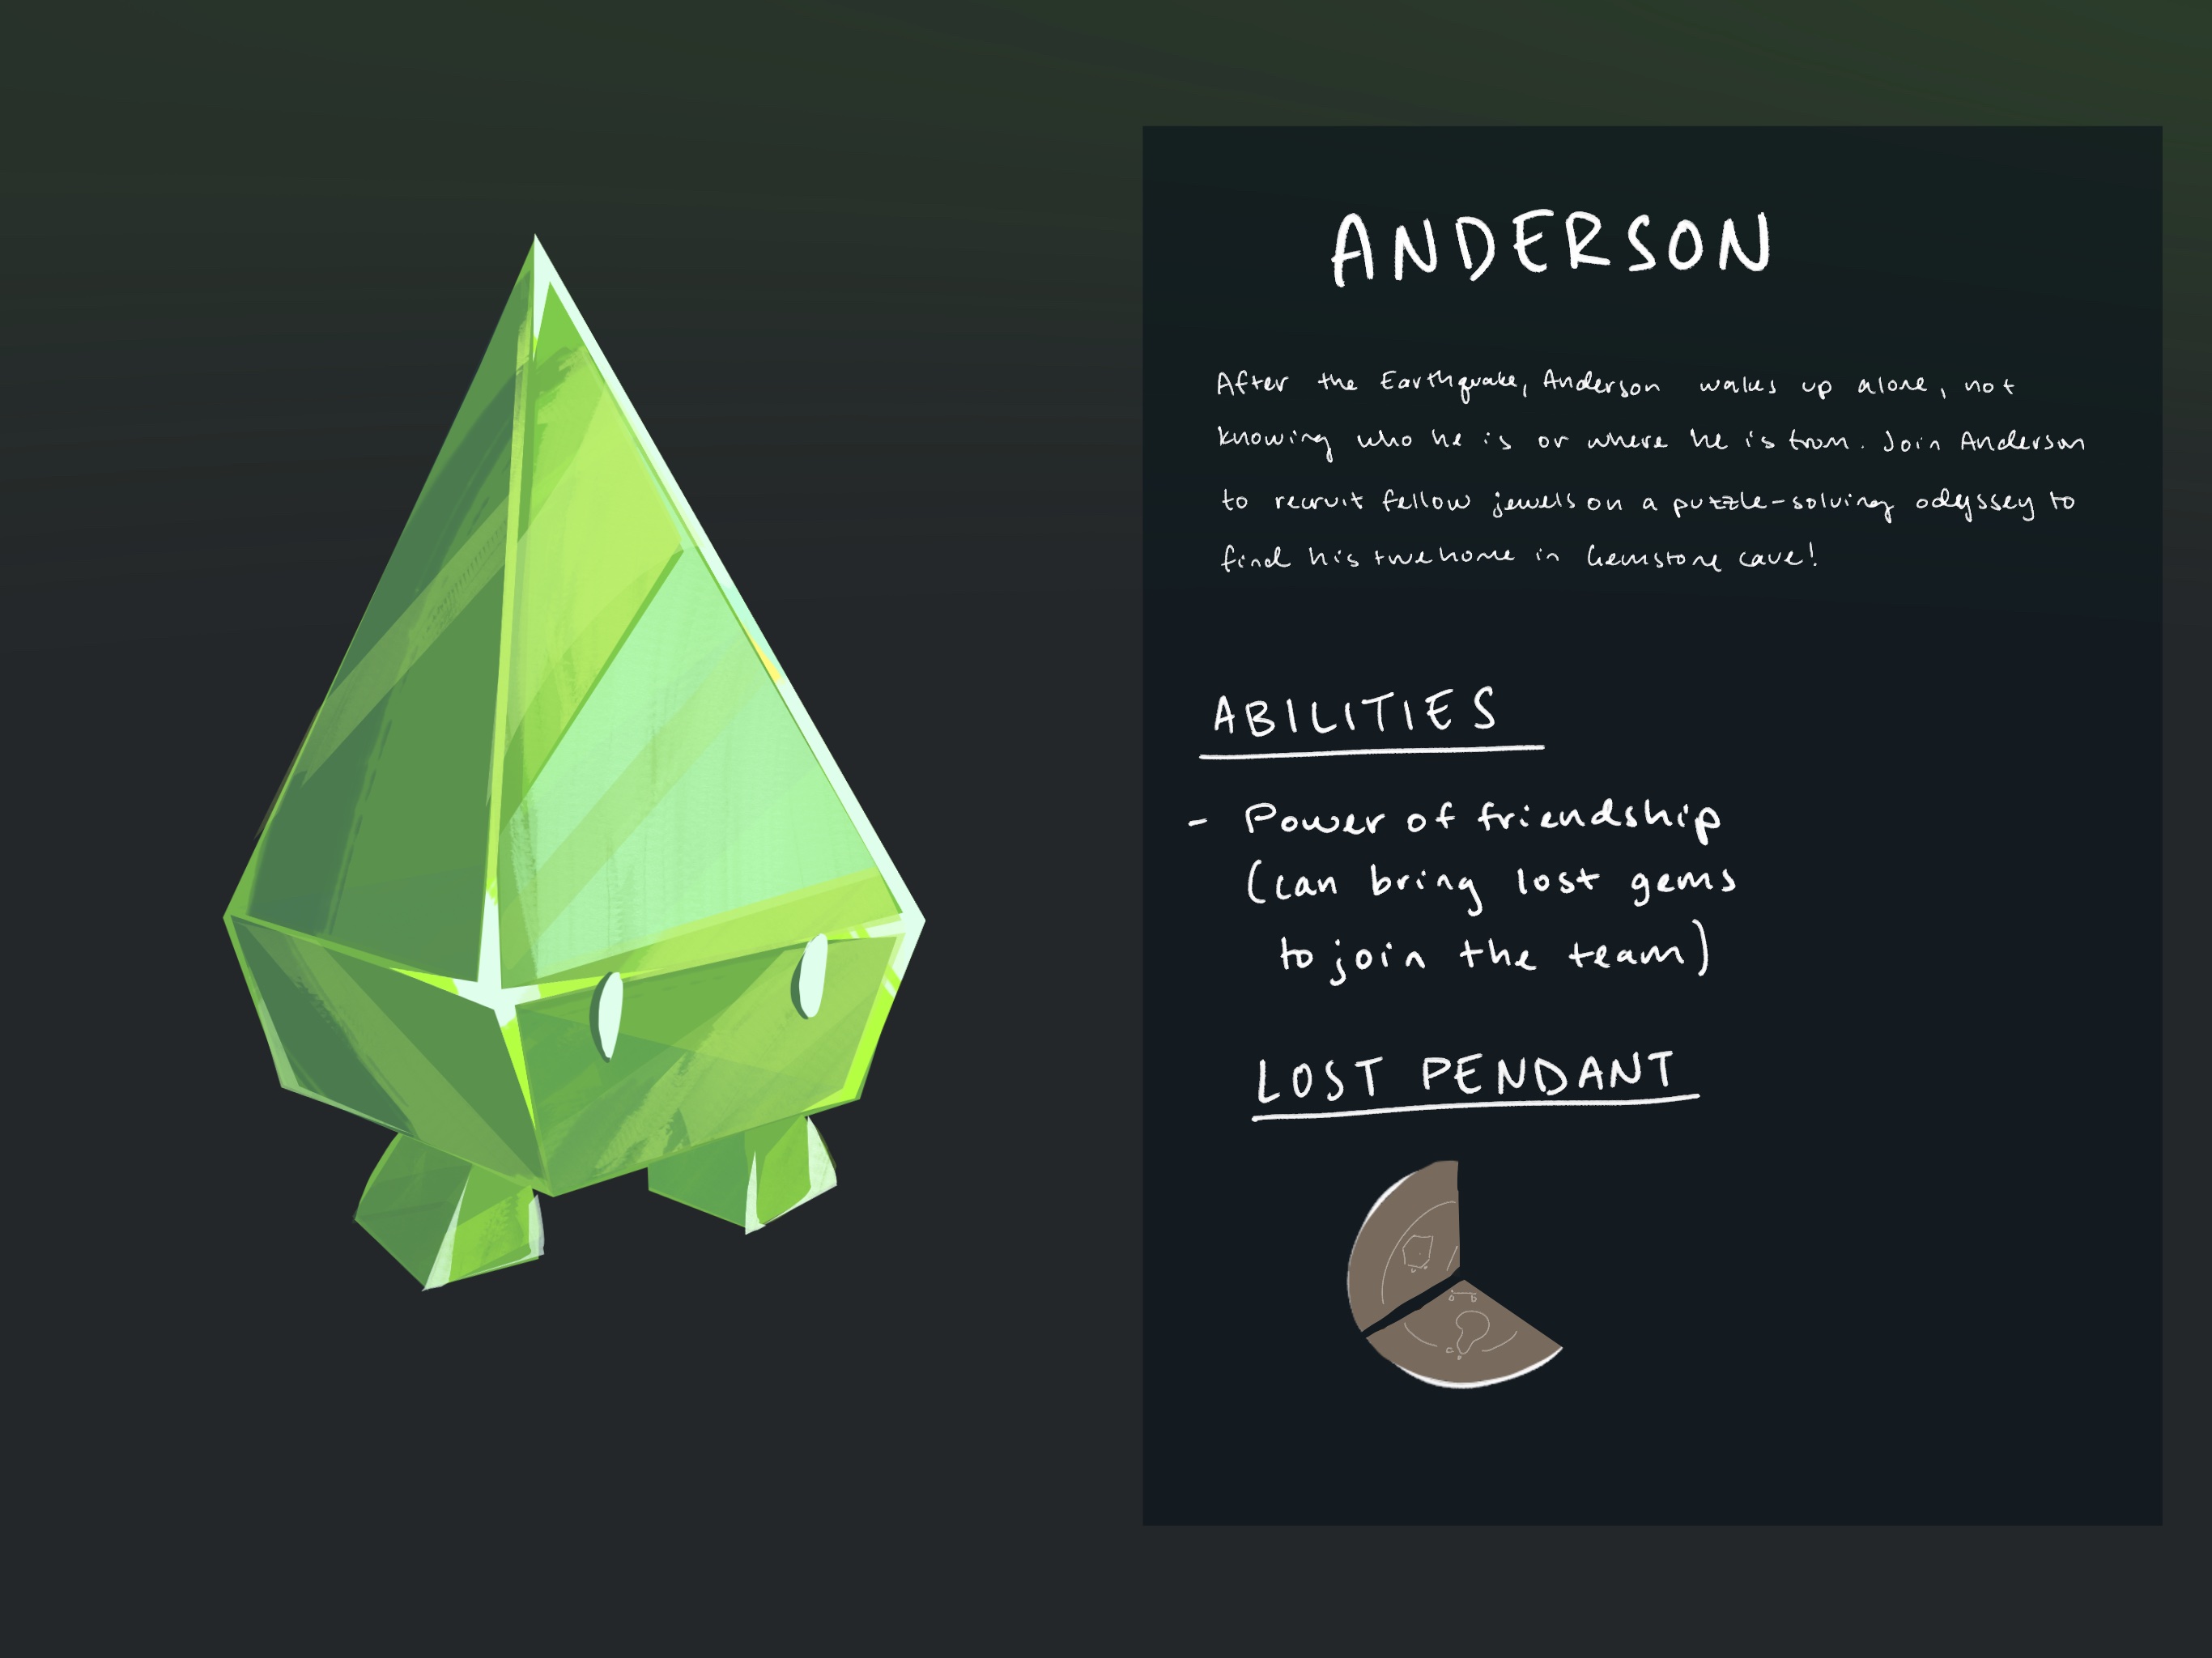 ANDERSON
After the Earthquake, Anderson wakes up alone, not
knowing who he is or where he is from. Join Anderson
to recruit fellow jewels on a puzzle-solving odyssey to
find his true home in Gemstone cave!
ABILITIES
- Power of friendship
(can bring lost gems
to join the team)
LOST PENDANT